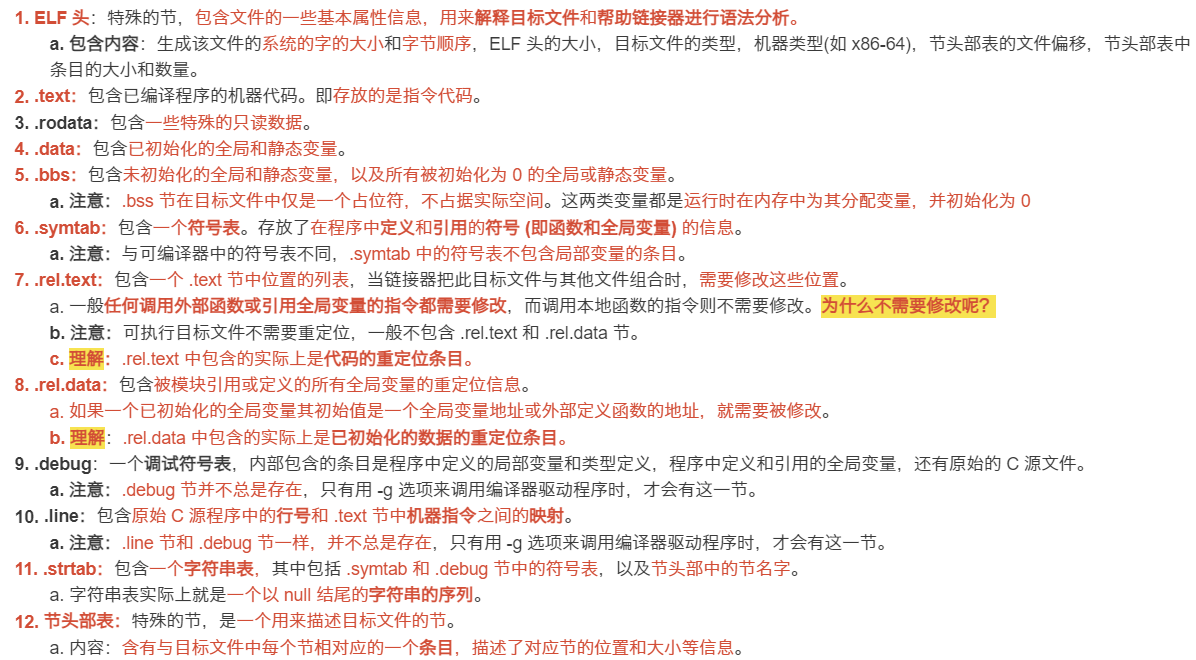 1. ELF 头：特殊的节，包含文件的一些基本属性信息，用来解释目标文件和帮助链接器进行语法分析。
a. 包含内容：生成该文件的系统的字的大小和字节顺序，ELF 头的大小，目标文件的类型，机器类型(如 x86-64)，节头部表的文件偏移，节头部表中
条目的大小和数量。
2. .text：包含已编译程序的机器代码。即存放的是指令代码。
3. .rodata：包含一些特殊的只读数据。
4. .data：包含已初始化的全局和静态变量。
5. .bbs：包含未初始化的全局和静态变量，以及所有被初始化为 0 的全局或静态变量。
a. 注意：.bss 节在目标文件中仅是一个占位符，不占据实际空间。这两类变量都是运行时在内存中为其分配变量，并初始化为 0
6. .symtab：包含一个符号表。存放了在程序中定义和引用的符号 (即函数和全局变量) 的信息。
a. 注意：与可编译器中的符号表不同，.symtab 中的符号表不包含局部变量的条目。
7. .rel.text：包含一个 .text 节中位置的列表，当链接器把此目标文件与其他文件组合时，需要修改这些位置。
a. 一般任何调用外部函数或引用全局变量的指令都需要修改，而调用本地函数的指令则不需要修改。为什么不需要修改呢？
b. 注意：可执行目标文件不需要重定位，一般不包含 .rel.text 和 .rel.data 节。
c. 理解：.rel.text 中包含的实际上是代码的重定位条目。
8. .rel.data：包含被模块引用或定义的所有全局变量的重定位信息。
a. 如果一个已初始化的全局变量其初始值是一个全局变量地址或外部定义函数的地址，就需要被修改。
b. 理解：.rel.data 中包含的实际上是已初始化的数据的重定位条目。
9. .debug：一个调试符号表，内部包含的条目是程序中定义的局部变量和类型定义，程序中定义和引用的全局变量，还有原始的 C 源文件。
a. 注意：.debug 节并不总是存在，只有用 -g 选项来调用编译器驱动程序时，才会有这一节。
10. .line：包含原始 C 源程序中的行号和 .text 节中机器指令之间的映射。
a. 注意：.line 节和 .debug 节一样，并不总是存在，只有用 -g 选项来调用编译器驱动程序时，才会有这一节。
11. .strtab：包含一个字符串表，其中包括 .symtab 和 .debug 节中的符号表，以及节头部中的节名字。
a. 字符串表实际上就是一个以 null 结尾的字符串的序列。
12. 节头部表：特殊的节，是一个用来描述目标文件的节。
a. 内容：含有与目标文件中每个节相对应的一个条目，描述了对应节的位置和大小等信息。